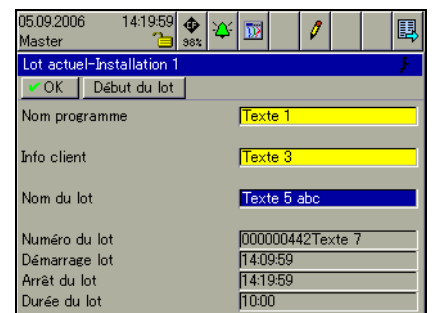 05.09.2006 14:19:59
Master 98%
Lot actuel-Installation 1
OK Début du lot
Nom programme Texte 1
Info client Texte 3
Nom du lot Texte 5 abc
Numéro du lot 000000442Texte 7
Démarrage lot 14:09:59
Arrêt du lot 14:19:59
Durée du lot 10:00